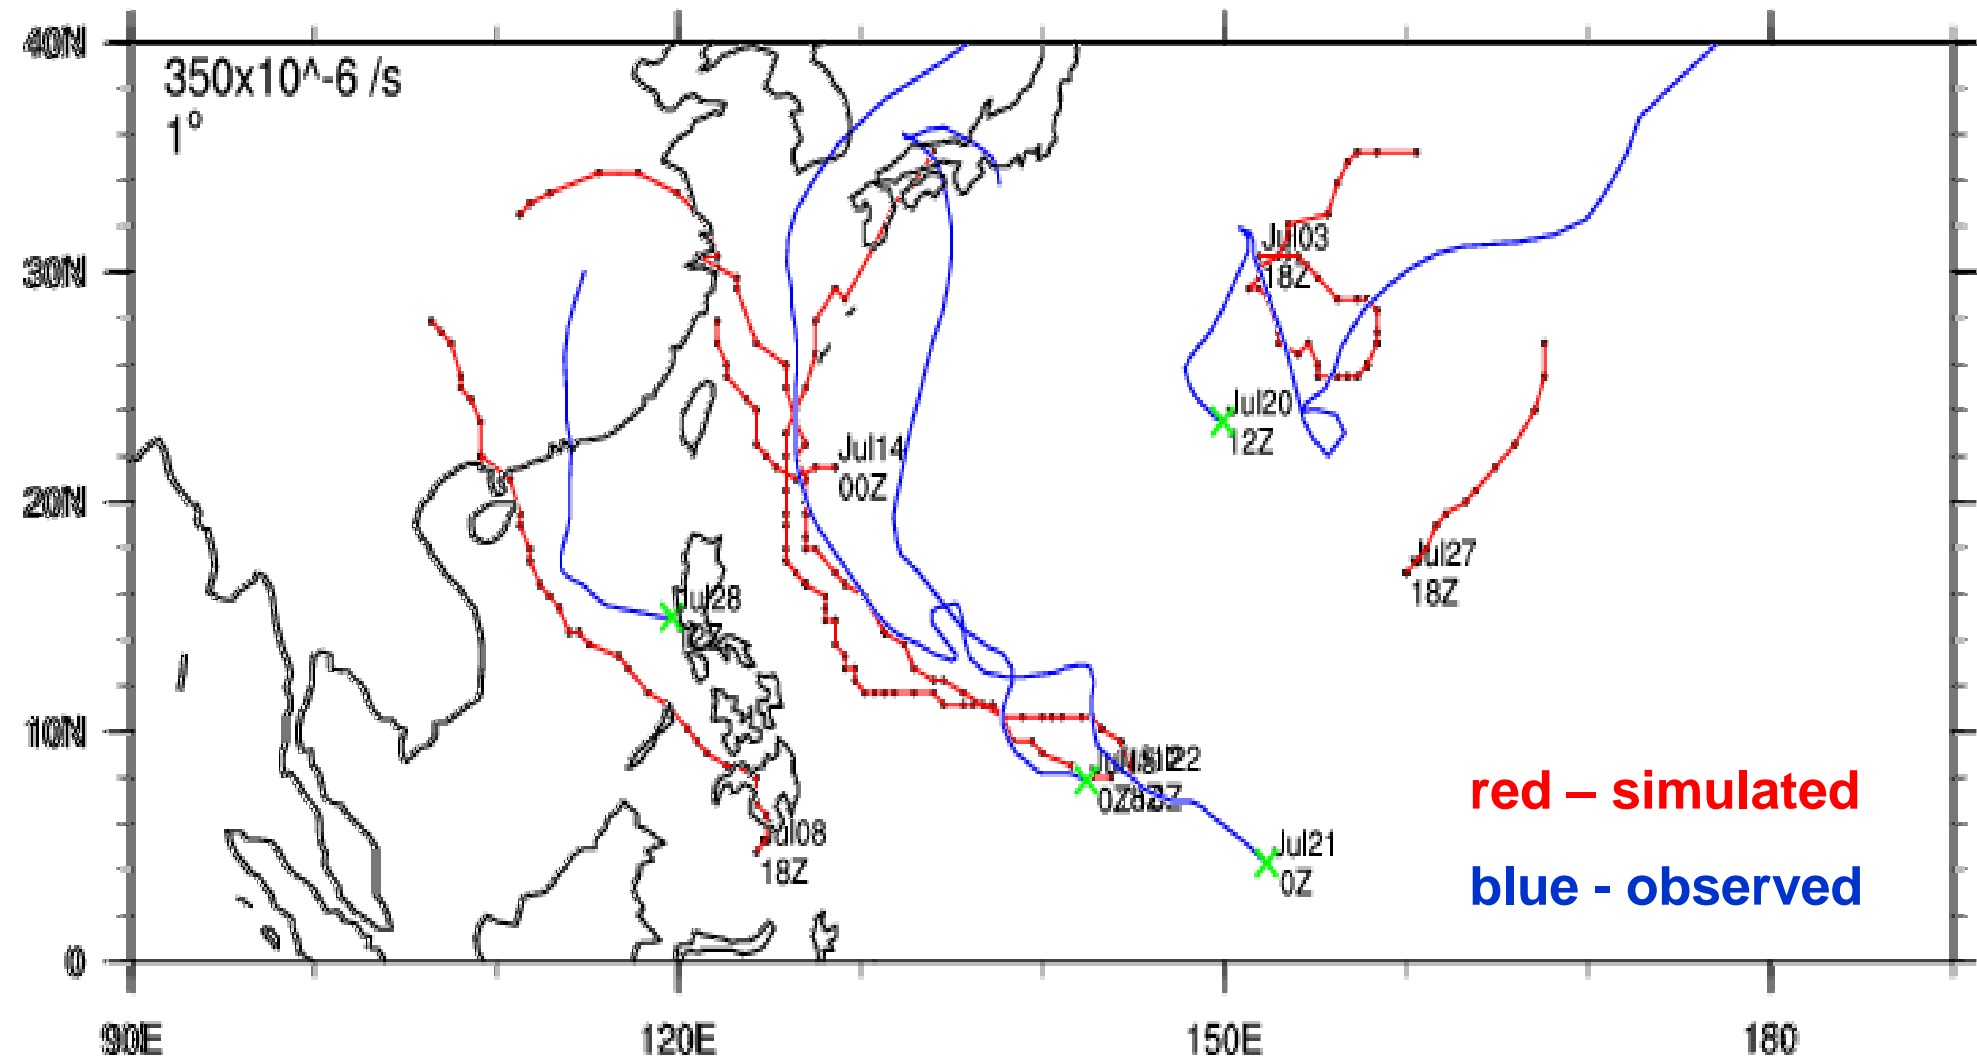 40N
350x10^-6 /s
1°
30N
Jul03
18Z
Jul20
12Z
Jul14
00Z
20N
Jul27
18Z
Jul28
10N
Jul08
18Z
Jul21
0Z
red – simulated
blue - observed
0
90E
120E
150E
180